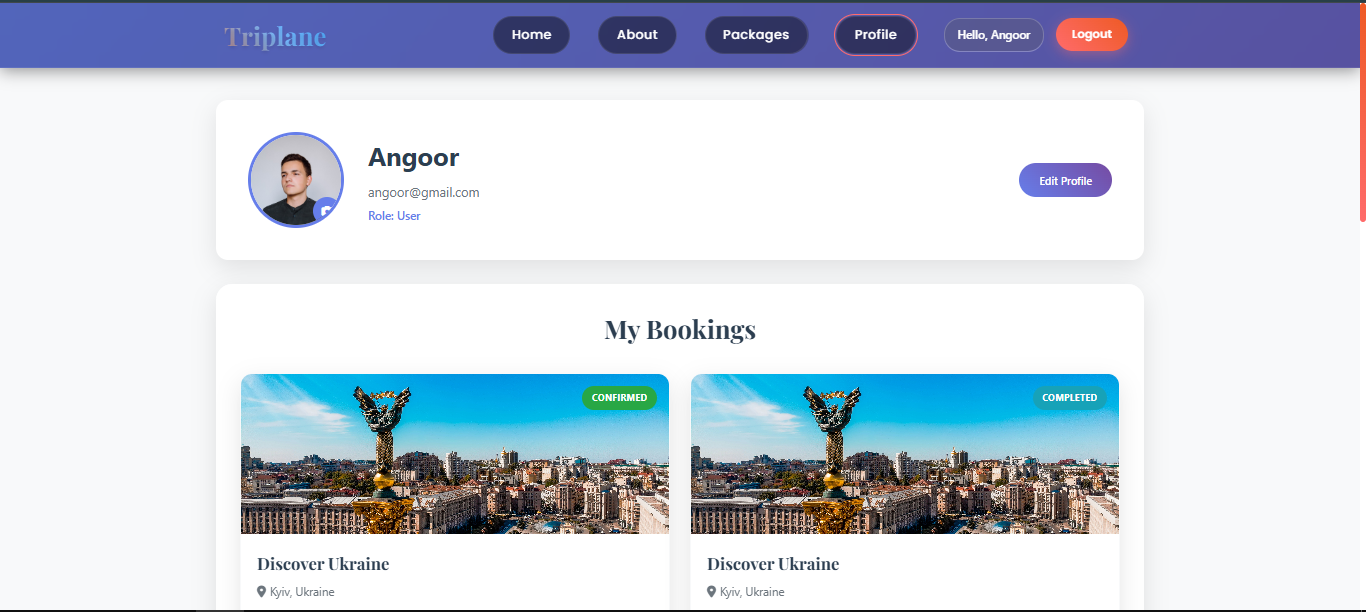 Triplane
Home
About
Packages
Profile
Hello, Angoor
Logout
Angoor
angoor@gmail.com
Role: User
Edit Profile
My Bookings
CONFIRMED
COMPLETED
Discover Ukraine
Kyiv, Ukraine
Discover Ukraine
Kyiv, Ukraine